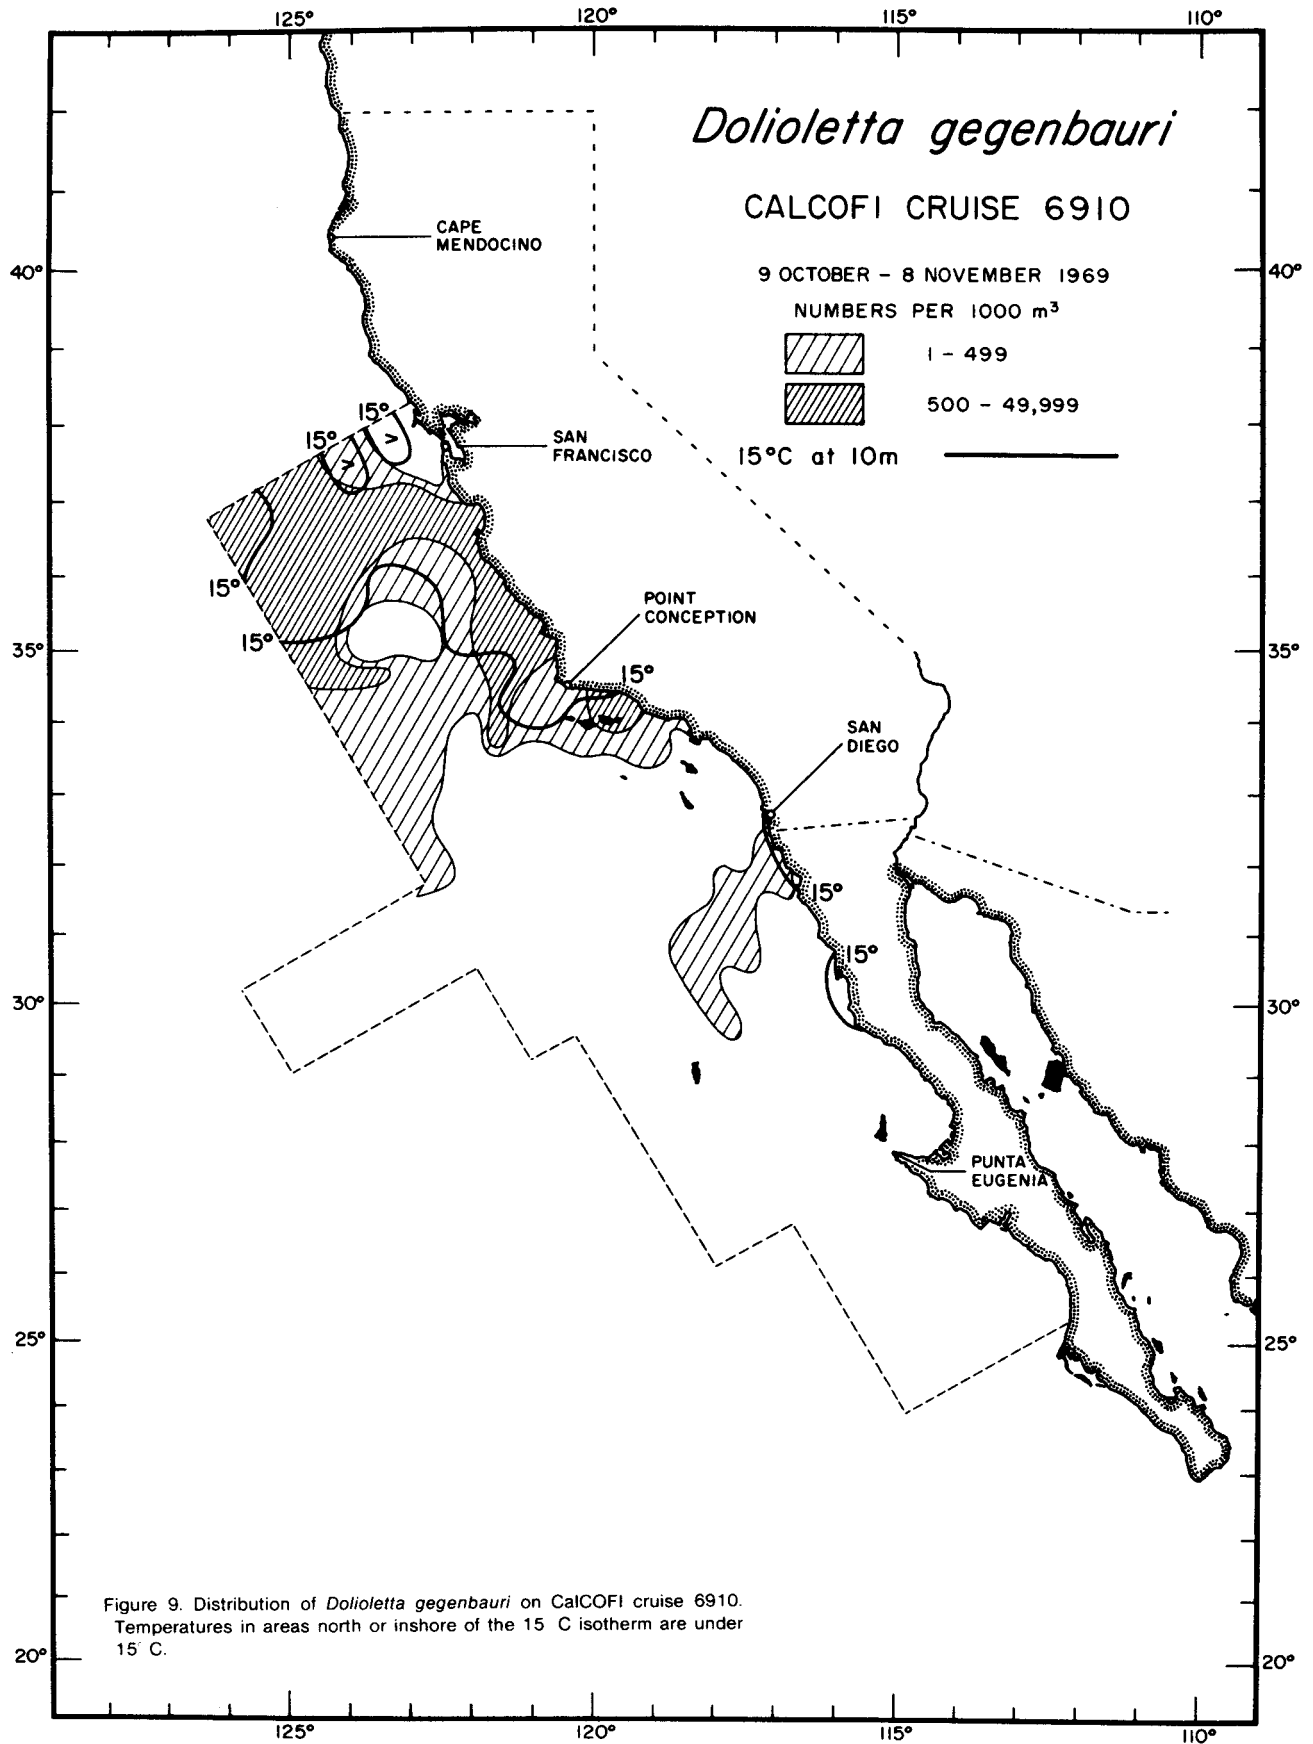 125°
120°
115°
110°
Dolioletta gegenbauri
CALCOFI CRUISE 6910
9 OCTOBER – 8 NOVEMBER 1969
NUMBERS PER 1000 m³
1 – 499
500 – 49,999
15°C at 10m
CAPE
MENDOCINO
40°
40°
15°
15°
SAN
FRANCISCO
>
>
15°
15°
POINT
CONCEPTION
35°
35°
15°
SAN
DIEGO
15°
15°
30°
30°
PUNTA
EUGENIA
25°
25°
Figure 9. Distribution of Dolioletta gegenbauri on CalCOFI cruise 6910.
Temperatures in areas north or inshore of the 15 C isotherm are under
15° C.
20°
20°
125°
120°
115°
110°